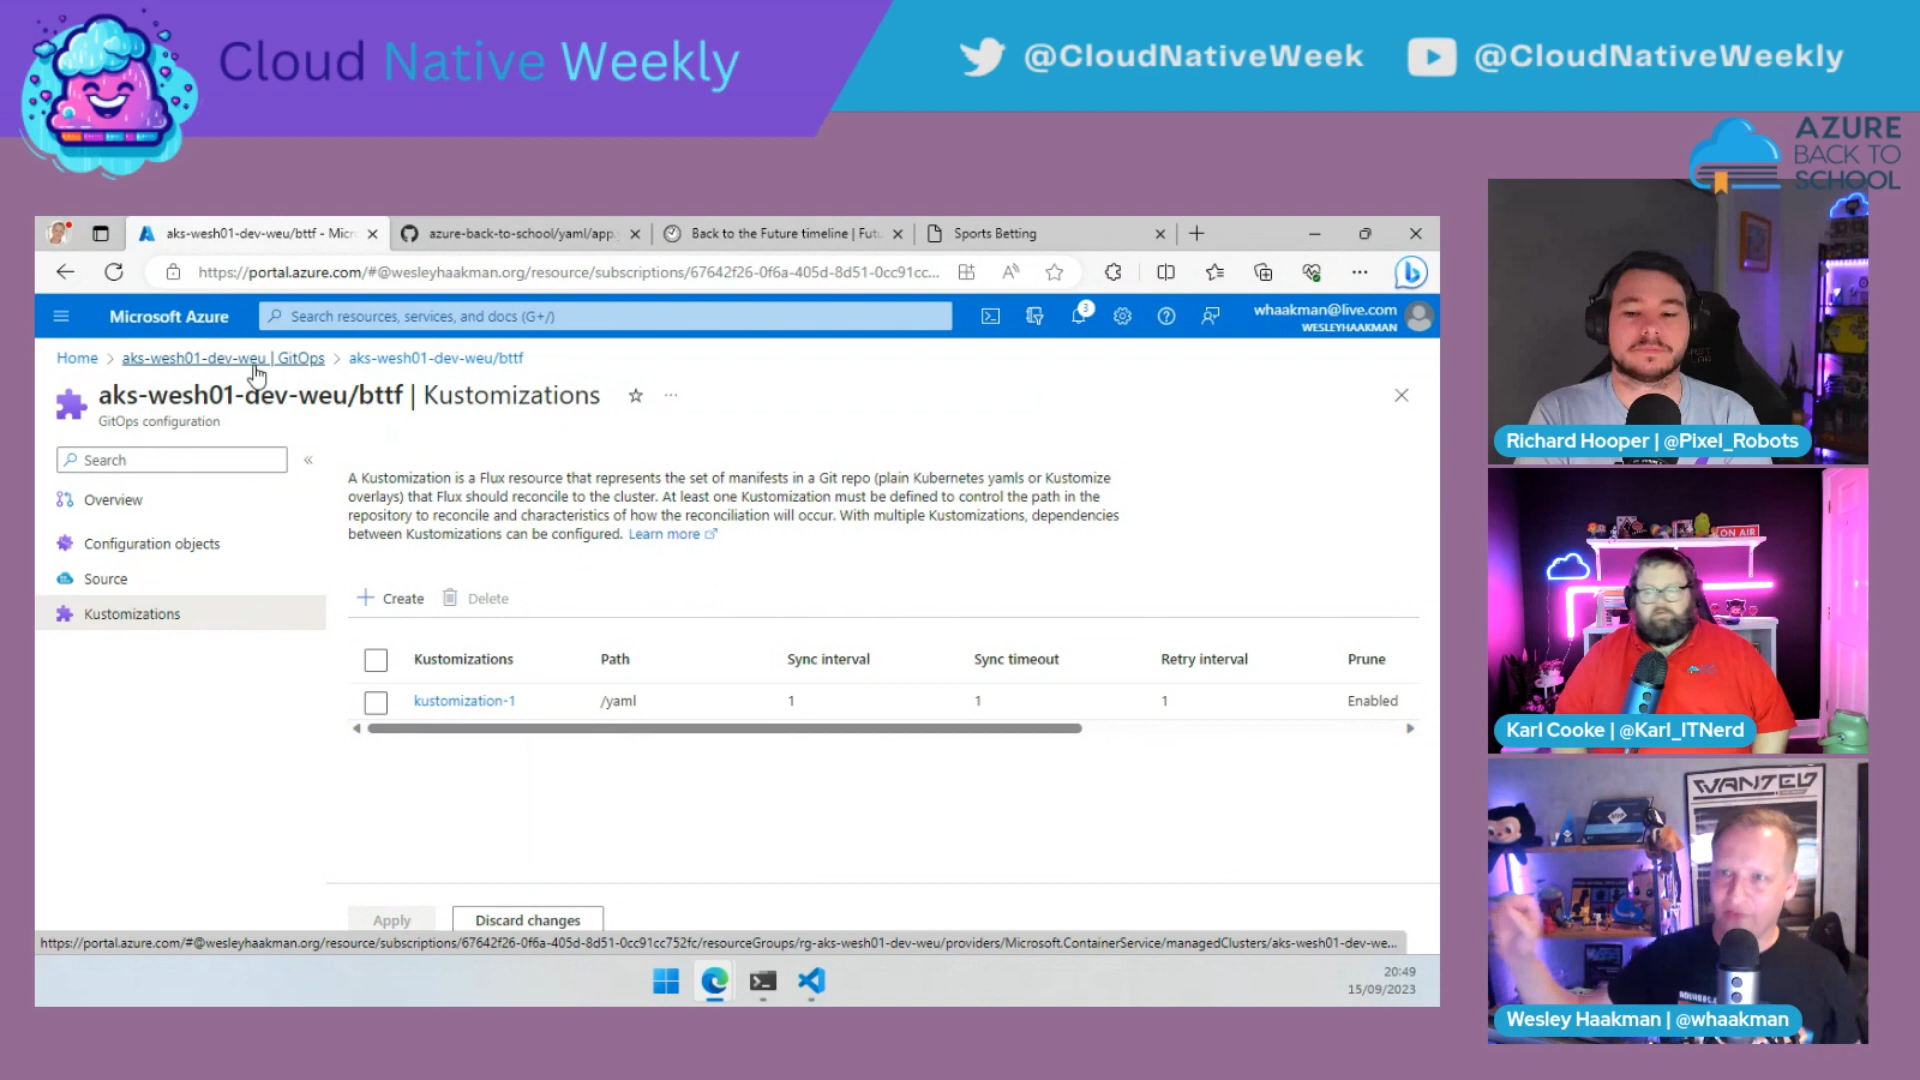 Cloud Native Weekly
@CloudNativeWeek
@CloudNativeWeekly
AZURE
BACK TO
SCHOOL
aks-wesh01-dev-weu/bttf - Micr
azure-back-to-school/yaml/app.
Back to the Future timeline | Futu
Sports Betting
https://portal.azure.com/#@wesleyhaakman.org/resource/subscriptions/67642f26-0f6a-405d-8d51-0cc91cc...
Microsoft Azure
Search resources, services, and docs (G+/)
3
whaakman@live.com
WESLEYHAAKMAN
Home > aks-wesh01-dev-weu | GitOps > aks-wesh01-dev-weu/bttf
aks-wesh01-dev-weu/bttf | Kustomizations
GitOps configuration
Search
Overview
Configuration objects
Source
Kustomizations
A Kustomization is a Flux resource that represents the set of manifests in a Git repo (plain Kubernetes yamls or Kustomize
overlays) that Flux should reconcile to the cluster. At least one Kustomization must be defined to control the path in the
repository to reconcile and characteristics of how the reconciliation will occur. With multiple Kustomizations, dependencies
between Kustomizations can be configured. Learn more
Create Delete
Kustomizations Path Sync interval Sync timeout Retry interval Prune
kustomization-1 /yaml 1 1 1 Enabled
Apply Discard changes
https://portal.azure.com/#@wesleyhaakman.org/resource/subscriptions/67642f26-0f6a-405d-8d51-0cc91cc752fc/resourceGroups/rg-aks-wesh01-dev-weu/providers/Microsoft.ContainerService/managedClusters/aks-wesh01-dev-we...
20:49
15/09/2023
Richard Hooper | @Pixel_Robots
ON AIR
Karl Cooke | @Karl_ITNerd
WANTED
Wesley Haakman | @whaakman